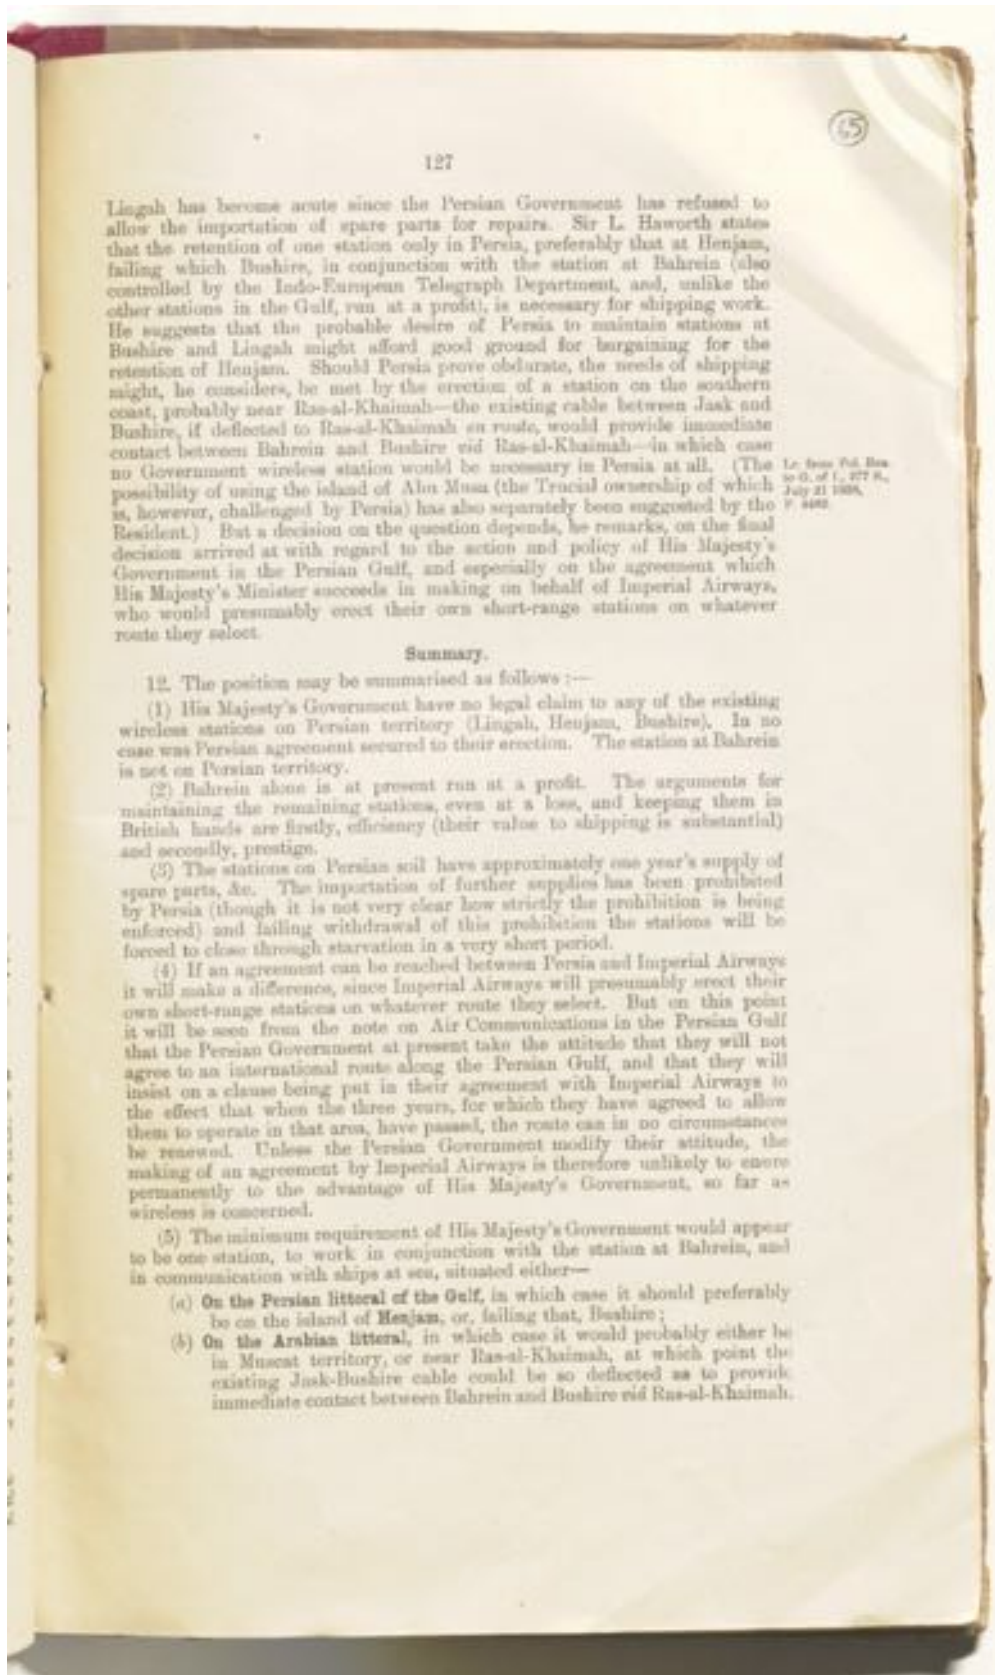 65
127
Lingah has become acute since the Persian Government has refused to
allow the importation of spare parts for repairs. Sir L. Haworth states
that the retention of one station only in Persia, preferably that at Henjam,
failing which Bushire, in conjunction with the station at Bahrein (also
controlled by the Indo-European Telegraph Department, and, unlike the
other stations in the Gulf, run at a profit), is necessary for shipping work.
He suggests that the probable desire of Persia to maintain stations at
Bushire and Lingah might afford good ground for bargaining for the
retention of Henjam. Should Persia prove obdurate, the needs of shipping
might, he considers, be met by the erection of a station on the southern
coast, probably near Ras-al-Khaimah—the existing cable between Jask and
Bushire, if deflected to Ras-al-Khaimah en route, would provide immediate
contact between Bahrein and Bushire viâ Ras-al-Khaimah—in which case
no Government wireless station would be necessary in Persia at all. (The
possibility of using the island of Abu Musa (the Trucial ownership of which
is, however, challenged by Persia) has also separately been suggested by the
Resident.) But a decision on the question depends, he remarks, on the final
decision arrived at with regard to the action and policy of His Majesty's
Government in the Persian Gulf, and especially on the agreement which
His Majesty's Minister succeeds in making on behalf of Imperial Airways,
who would presumably erect their own short-range stations on whatever
route they select.
Lr. from Pol. Res.
to G. of I., 277 S.,
July 21 1928,
P.
Summary.
12. The position may be summarised as follows :—
(1) His Majesty's Government have no legal claim to any of the existing
wireless stations on Persian territory (Lingah, Henjam, Bushire). In no
case was Persian agreement secured to their erection. The station at Bahrein
is not on Persian territory.
(2) Bahrein alone is at present run at a profit. The arguments for
maintaining the remaining stations, even at a loss, and keeping them in
British hands are firstly, efficiency (their value to shipping is substantial)
and secondly, prestige.
(3) The stations on Persian soil have approximately one year's supply of
spare parts, &c. The importation of further supplies has been prohibited
by Persia (though it is not very clear how strictly the prohibition is being
enforced) and failing withdrawal of this prohibition the stations will be
forced to close through starvation in a very short period.
(4) If an agreement can be reached between Persia and Imperial Airways
it will make a difference, since Imperial Airways will presumably erect their
own short-range stations on whatever route they select. But on this point
it will be seen from the note on Air Communications in the Persian Gulf
that the Persian Government at present take the attitude that they will not
agree to an international route along the Persian Gulf, and that they will
insist on a clause being put in their agreement with Imperial Airways to
the effect that when the three years, for which they have agreed to allow
them to operate in that area, have passed, the route can in no circumstances
be renewed. Unless the Persian Government modify their attitude, the
making of an agreement by Imperial Airways is therefore unlikely to enure
permanently to the advantage of His Majesty's Government, so far as
wireless is concerned.
(5) The minimum requirement of His Majesty's Government would appear
to be one station, to work in conjunction with the station at Bahrein, and
in communication with ships at sea, situated either—
(a) On the Persian littoral of the Gulf, in which case it should preferably
be on the island of Henjam, or, failing that, Bushire;
(b) On the Arabian littoral, in which case it would probably either be
in Muscat territory, or near Ras-al-Khaimah, at which point the
existing Jask-Bushire cable could be so deflected as to provide
immediate contact between Bahrein and Bushire viâ Ras-al-Khaimah.